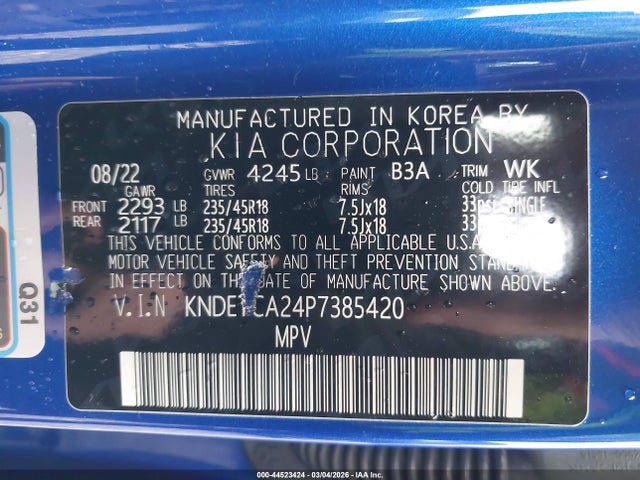 MANUFACTURED IN KOREA BY
KIA CORPORATION
08/22 GVWR 4245 LB PAINT B3A TRIM WK
GAWR TIRES RIMS COLD TIRE INFL
FRONT 2293 LB 235/45R18 7.5Jx18 33psi SINGLE
REAR 2117 LB 235/45R18 7.5Jx18
THIS VEHICLE CONFORMS TO ALL APPLICABLE U.S.A.
MOTOR VEHICLE SAFETY AND THEFT PREVENTION
IN EFFECT ON THE DATE OF MANUFACTURE SHOWN ABOVE.
V.I.N CA24P7385420
MPV
Q31
000-44523424 - 03/04/2026 - IAA Inc.